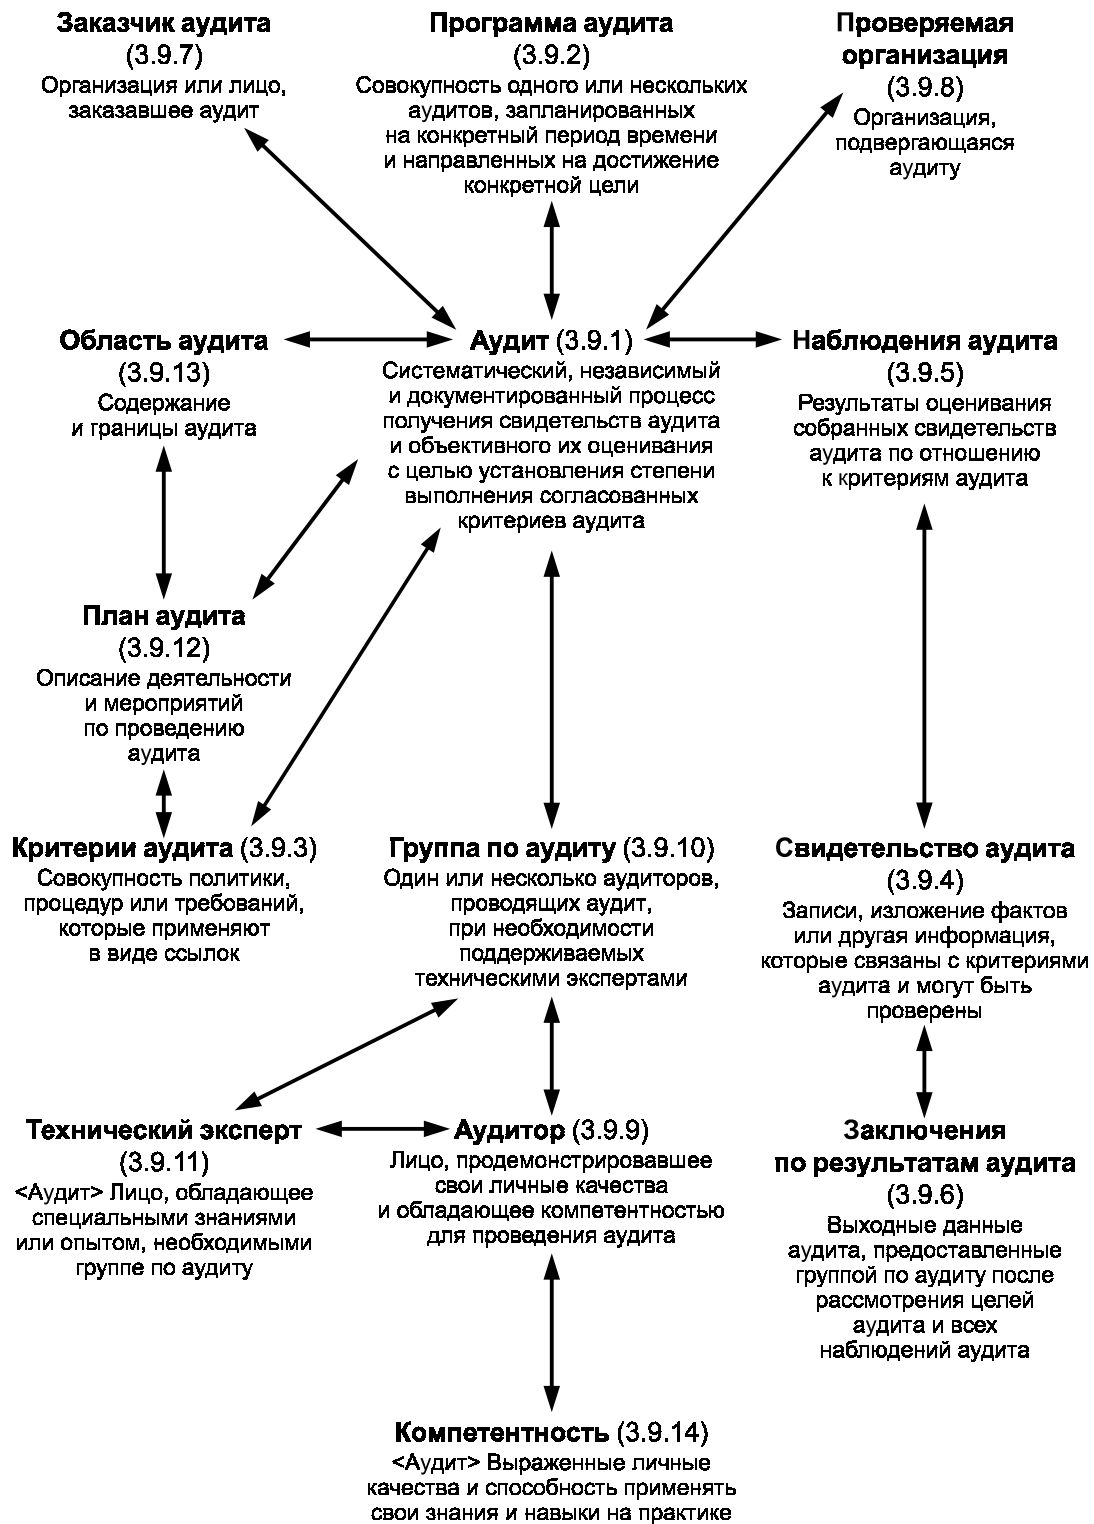 Заказчик аудита
(3.9.7)
Организация или лицо,
заказавшее аудит
Программа аудита
(3.9.2)
Совокупность одного или нескольких
аудитов, запланированных
на конкретный период времени
и направленных на достижение
конкретной цели
Проверяемая
организация
(3.9.8)
Организация,
подвергающаяся
аудиту
Область аудита
(3.9.13)
Содержание
и границы аудита
Аудит (3.9.1)
Систематический, независимый
и документированный процесс
получения свидетельств аудита
и объективного их оценивания
с целью установления степени
выполнения согласованных
критериев аудита
Наблюдения аудита
(3.9.5)
Результаты оценивания
собранных свидетельств
аудита по отношению
к критериям аудита
План аудита
(3.9.12)
Описание деятельности
и мероприятий
по проведению
аудита
Критерии аудита (3.9.3)
Совокупность политики,
процедур или требований,
которые применяют
в виде ссылок
Группа по аудиту (3.9.10)
Один или несколько аудиторов,
проводящих аудит,
при необходимости
поддерживаемых
техническими экспертами
Свидетельство аудита
(3.9.4)
Записи, изложение фактов
или другая информация,
которые связаны с критериями
аудита и могут быть
проверены
Технический эксперт
(3.9.11)
<Аудит> Лицо, обладающее
специальными знаниями
или опытом, необходимыми
группе по аудиту
Аудитор (3.9.9)
Лицо, продемонстрировавшее
свои личные качества
и обладающее компетентностью
для проведения аудита
Заключения
по результатам аудита
(3.9.6)
Выходные данные
аудита, предоставленные
группой по аудиту после
рассмотрения целей
аудита и всех
наблюдений аудита
Компетентность (3.9.14)
<Аудит> Выраженные личные
качества и способность применять
свои знания и навыки на практике